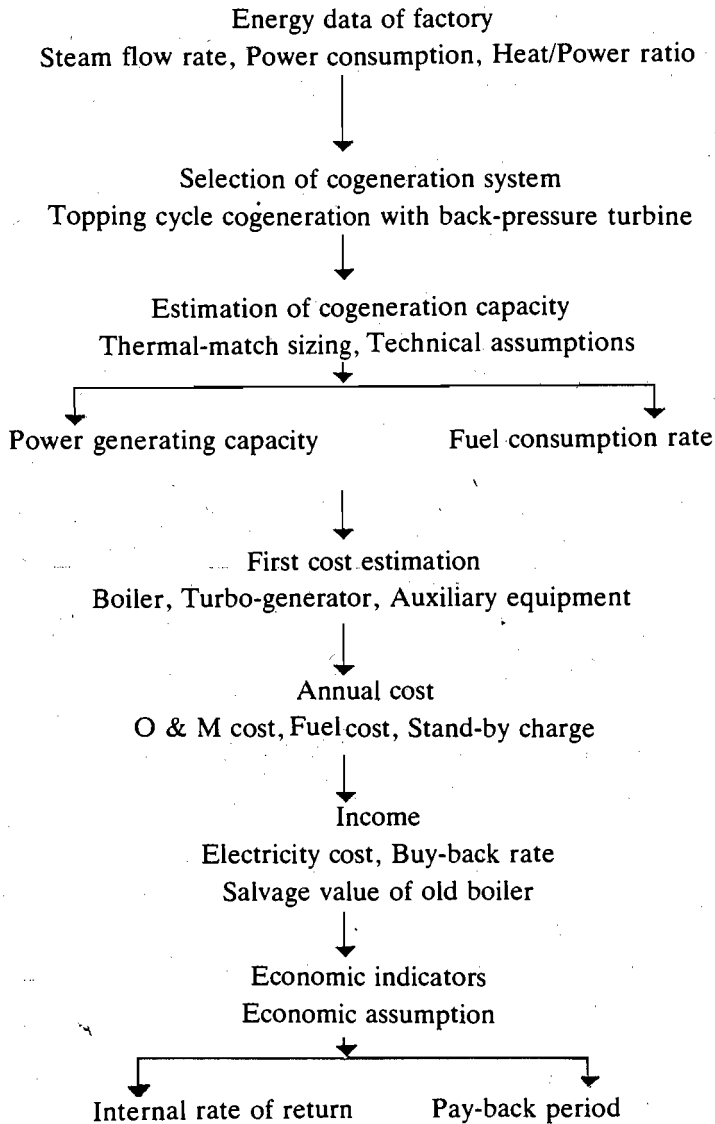 Energy data of factory
Steam flow rate, Power consumption, Heat/Power ratio
Selection of cogeneration system
Topping cycle cogeneration with back-pressure turbine
Estimation of cogeneration capacity
Thermal-match sizing, Technical assumptions
Power generating capacity Fuel consumption rate
First cost estimation
Boiler, Turbo-generator, Auxiliary equipment
Annual cost
O & M cost, Fuel cost, Stand-by charge
Income
Electricity cost, Buy-back rate
Salvage value of old boiler
Economic indicators
Economic assumption
Internal rate of return Pay-back period